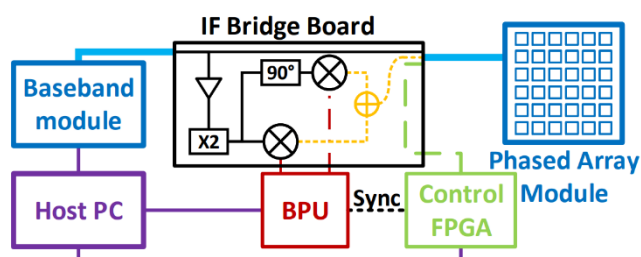 IF Bridge Board
Baseband
module
90°
X2
Phased Array
Module
Host PC
BPU
Sync
Control
FPGA